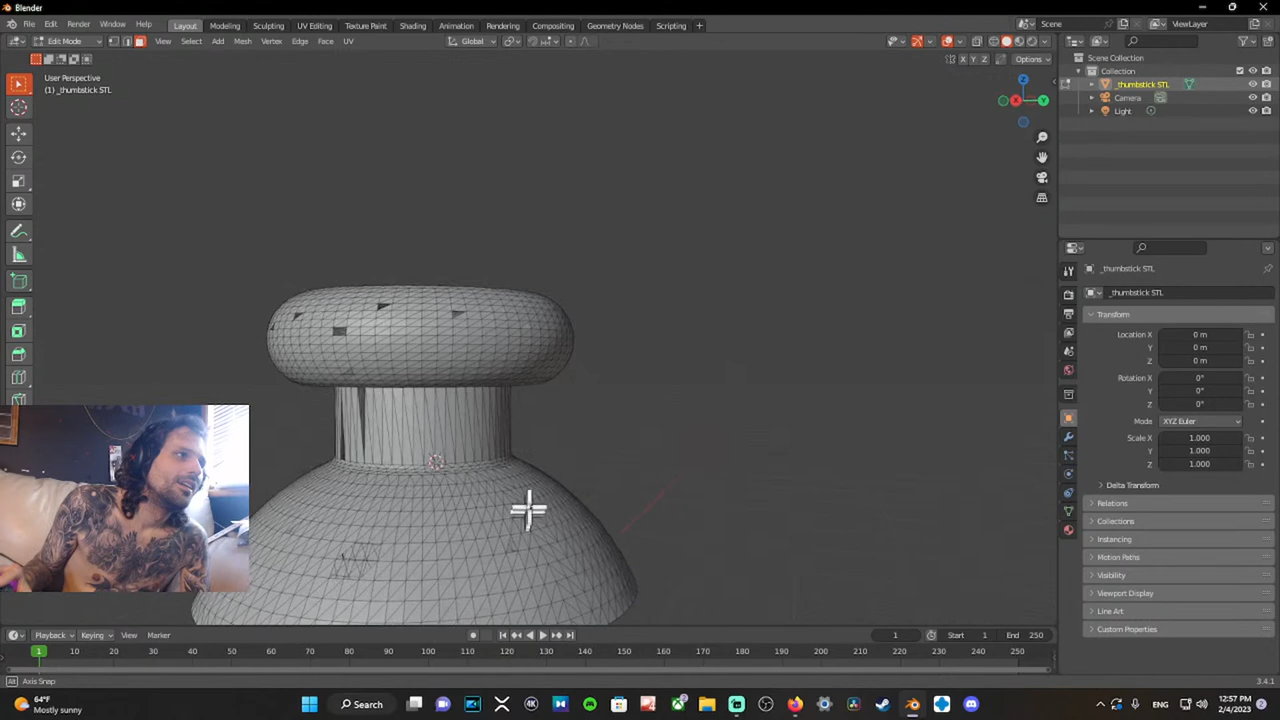 Blender
File Edit Render Window Help Layout Modeling Sculpting UV Editing Texture Paint Shading Animation Rendering Compositing Geometry Nodes Scripting + Scene ViewLayer
Edit Mode View Select Add Mesh Vertex Edge Face UV Global
X Y Z Options
User Perspective
(1) _thumbstick STL
Z
X Y
Scene Collection
Collection
_thumbstick STL
Camera
Light
_thumbstick STL
_thumbstick STL
Transform
Location X 0 m
Y 0 m
Z 0 m
Rotation X 0°
Y 0°
Z 0°
Mode XYZ Euler
Scale X 1.000
Y 1.000
Z 1.000
Delta Transform
Relations
Collections
Instancing
Motion Paths
Visibility
Viewport Display
Line Art
Custom Properties
Playback Keying View Marker 1 Start 1 End 250
1 10 20 30 40 50 60 70 80 90 100 110 120 130 140 150 160 170 180 190 200 210 220 230 240 250
Alt Axis Snap 3.4.1
64°F
Mostly sunny
Search
ENG
12:57 PM
2/4/2023